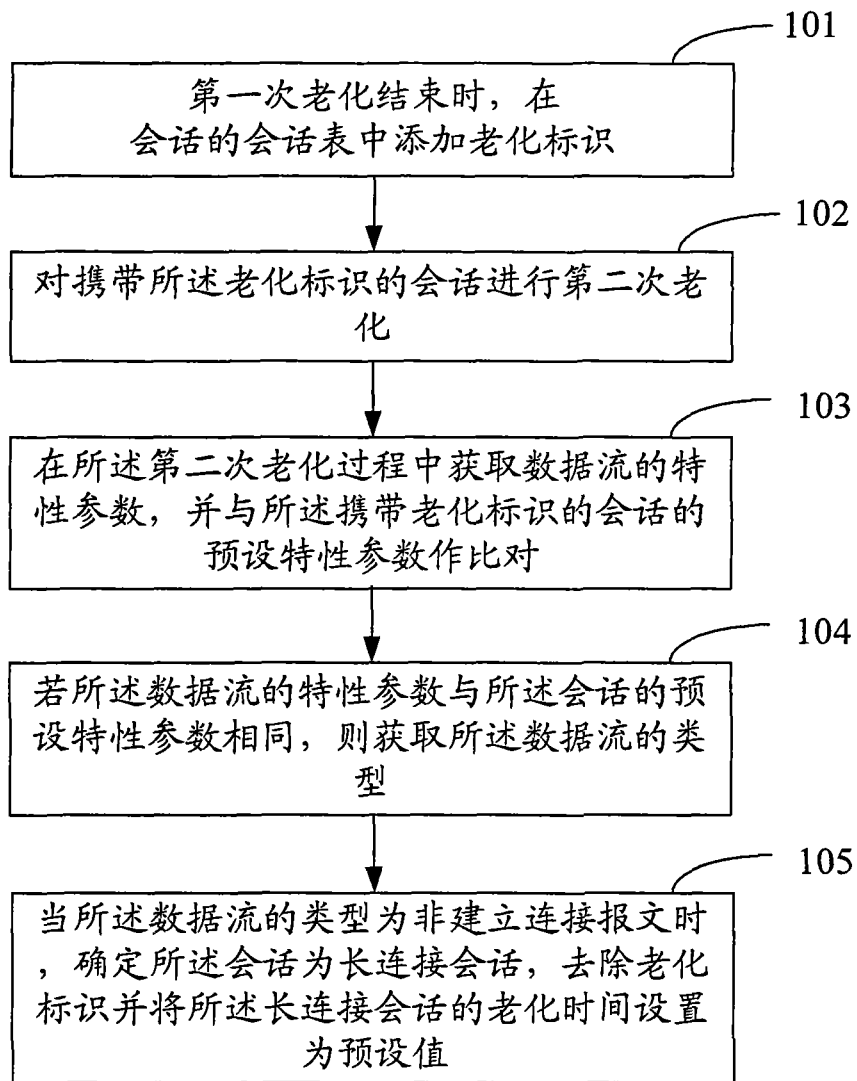 101
第一次老化结束时，在
会话的会话表中添加老化标识
102
对携带所述老化标识的会话进行第二次老
化
103
在所述第二次老化过程中获取数据流的特
性参数，并与所述携带老化标识的会话的
预设特性参数作比对
104
若所述数据流的特性参数与所述会话的预
设特性参数相同，则获取所述数据流的类
型
105
当所述数据流的类型为非建立连接报文时
，确定所述会话为长连接会话，去除老化
标识并将所述长连接会话的老化时间设置
为预设值